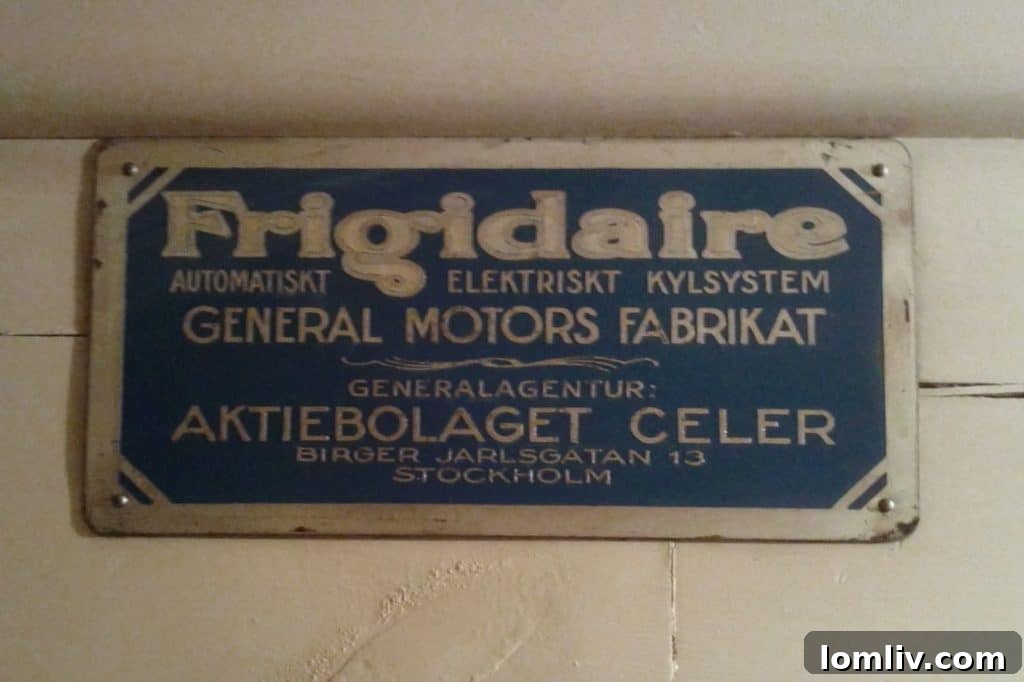 Frigidaire
AUTOMATISKT ELEKTRISKT KYLSYSTEM
GENERAL MOTORS FABRIKAT
GENERALAGENTUR:
AKTIEBOLAGET CELER
BIRGER JARLSGATAN 13
STOCKHOLM
lomliv.com